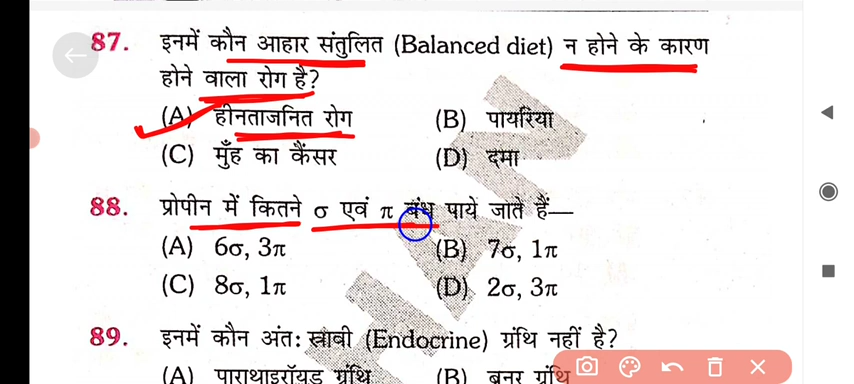 87. इनमें कौन आहार संतुलित (Balanced diet) न होने के कारण
होने वाला रोग है?
(A) हीनताजनित रोग (B) पायरिया
(C) मुँह का कैंसर (D) दमा
88. प्रोपीन में कितने σ एवं π बंध पाये जाते हैं—
(A) 6σ, 3π (B) 7σ, 1π
(C) 8σ, 1π (D) 2σ, 3π
89. इनमें कौन अंत: स्रावी (Endocrine) ग्रंथि नहीं है?
(A) पाराथाइरॉयड ग्रंथि (B) ब्रूनर ग्रंथि